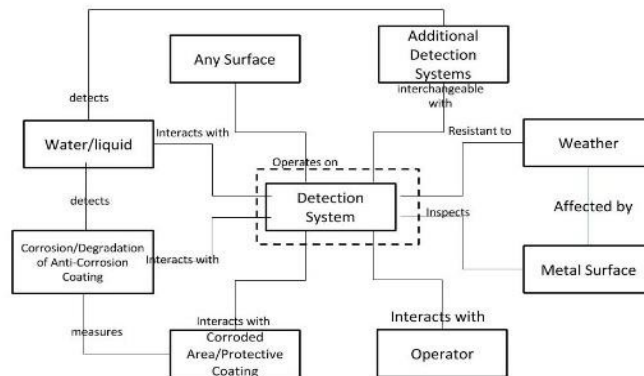 Any Surface
Additional
Detection
Systems
detects
interchangeable
with
Water/liquid
Interacts with
Resistant to
Weather
Operates on
Detection
System
detects
Inspects
Affected by
Corrosion/Degradation
of Anti-Corrosion
Coating
Interacts with
Metal Surface
measures
Interacts with
Interacts with
Corroded
Area/Protective
Coating
Operator